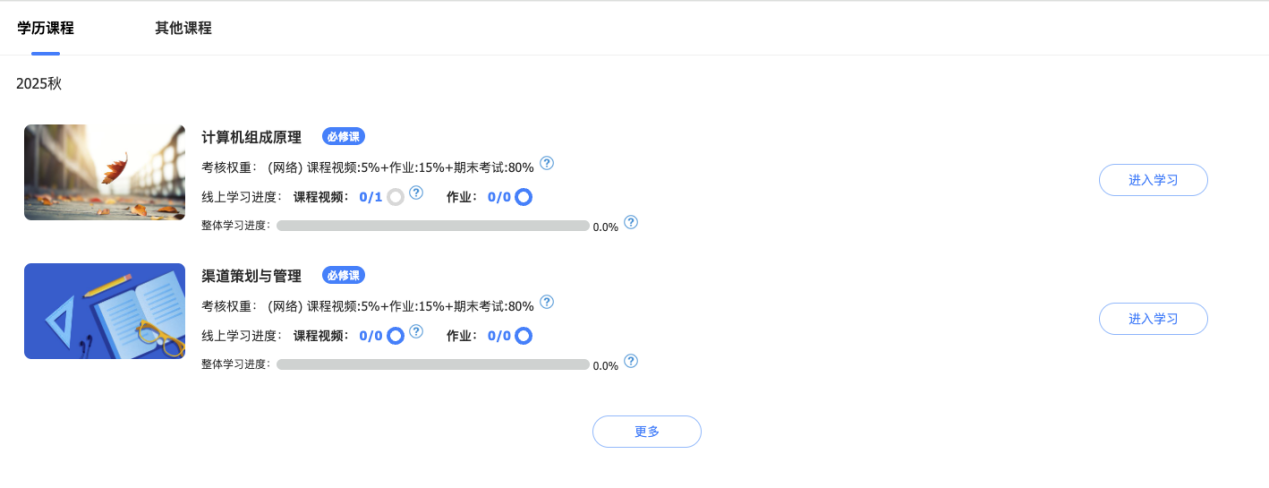 学历课程 其他课程
2025秋
计算机组成原理 必修课
考核权重： (网络) 课程视频:5%+作业:15%+期末考试:80% ?
线上学习进度： 课程视频： 0/1 ? 作业： 0/0
整体学习进度： 0.0% ?
进入学习
渠道策划与管理 必修课
考核权重： (网络) 课程视频:5%+作业:15%+期末考试:80% ?
线上学习进度： 课程视频： 0/0 ? 作业： 0/0
整体学习进度： 0.0% ?
进入学习
更多